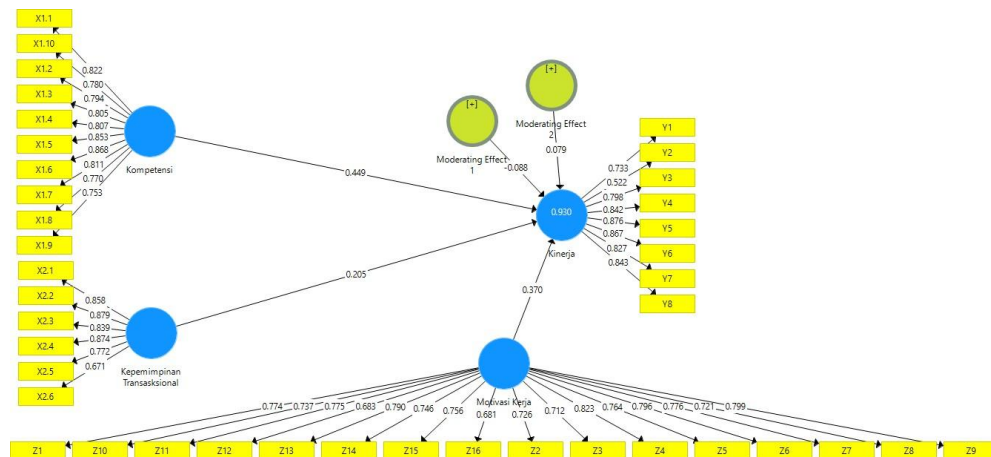 X1.1
X1.10
X1.2
X1.3
X1.4
X1.5
X1.6
X1.7
X1.8
X1.9
0.822
0.780
0.794
0.805
0.807
0.853
0.868
0.811
0.770
0.753
Kompetensi
0.449
X2.1
X2.2
X2.3
X2.4
X2.5
X2.6
0.858
0.879
0.839
0.874
0.772
0.671
Kepemimpinan
Transasksional
0.205
[+]
Moderating Effect
1
-0.088
[+]
Moderating Effect
2
0.079
0.930
Kinerja
0.733
0.522
0.798
0.842
0.876
0.867
0.827
0.843
Y1
Y2
Y3
Y4
Y5
Y6
Y7
Y8
0.370
Motivasi Kerja
0.774
0.737
0.775
0.683
0.790
0.746
0.756
0.681
0.726
0.712
0.823
0.764
0.796
0.776
0.721
0.799
Z1
Z10
Z11
Z12
Z13
Z14
Z15
Z16
Z2
Z3
Z4
Z5
Z6
Z7
Z8
Z9